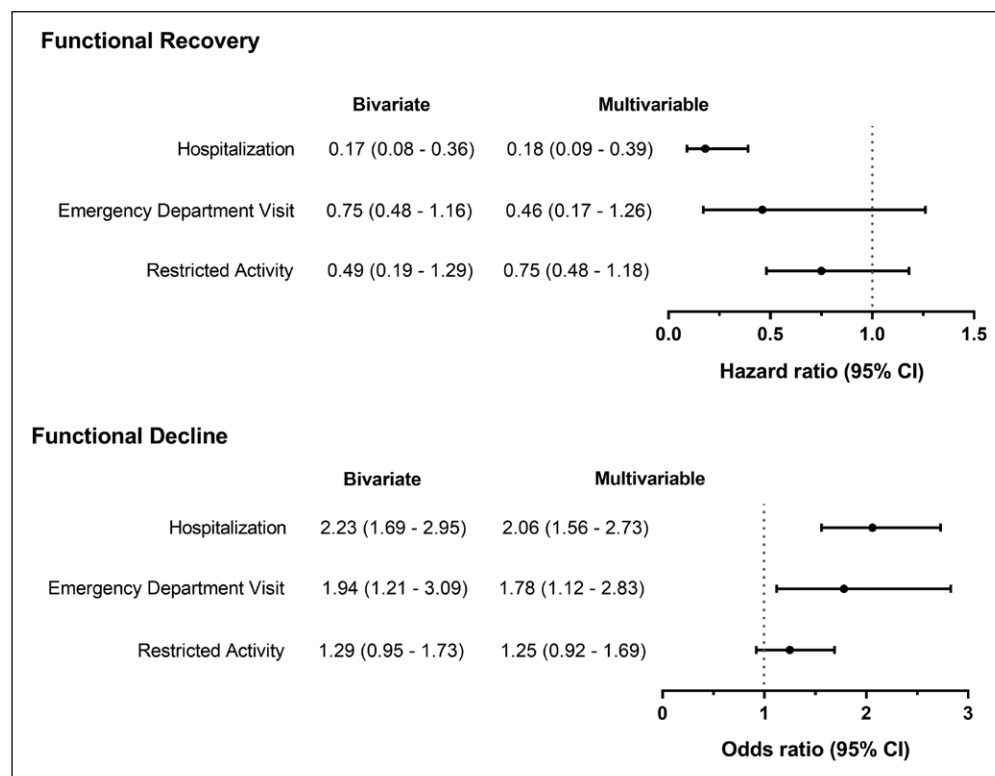 Functional Recovery
Bivariate Multivariable
Hospitalization 0.17 (0.08 - 0.36) 0.18 (0.09 - 0.39)
Emergency Department Visit 0.75 (0.48 - 1.16) 0.46 (0.17 - 1.26)
Restricted Activity 0.49 (0.19 - 1.29) 0.75 (0.48 - 1.18)
0.0 0.5 1.0 1.5
Hazard ratio (95% CI)
Functional Decline
Bivariate Multivariable
Hospitalization 2.23 (1.69 - 2.95) 2.06 (1.56 - 2.73)
Emergency Department Visit 1.94 (1.21 - 3.09) 1.78 (1.12 - 2.83)
Restricted Activity 1.29 (0.95 - 1.73) 1.25 (0.92 - 1.69)
0 1 2 3
Odds ratio (95% CI)